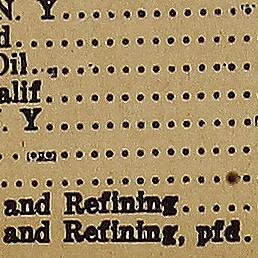 N. Y. . . . . . . . . . . . .
d. . . . . . . . . . . . . . .
Oil. . . . . . . . . . . . . .
alif. . . . . . . . . . . . . .
. Y. . . . . . . . . . . . . .
. . . . . . . . . . . . . . .
. . . . . . . . . . . . . . .
and Refining. . . . .
and Refining, pfd.